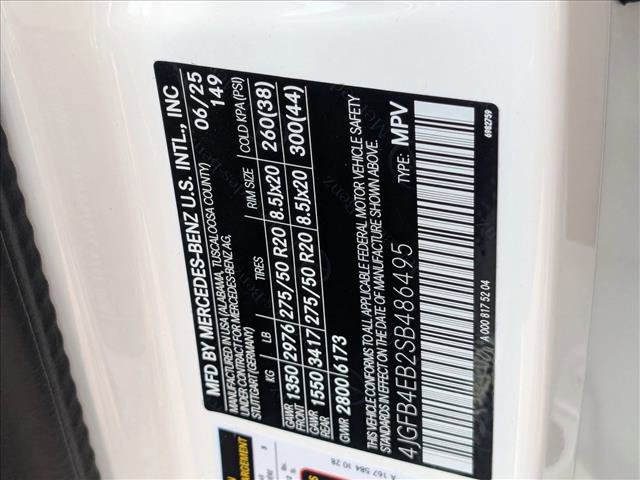 MFD BY MERCEDES-BENZ U.S. INTL., INC
MANUFACTURED IN USA (ALABAMA, TUSCALOOSA COUNTY) 06/25
UNDER CONTRACT FOR MERCEDES-BENZ AG, 149
STUTTGART (GERMANY)
KG LB TIRES RIM SIZE COLD KPA(PSI)
GAWR FRONT 1350 2976 275/50 R20 8.5Jx20 260(38)
GAWR REAR 1550 3417 275/50 R20 8.5Jx20 300(44)
GVWR 2800 6173
THIS VEHICLE CONFORMS TO ALL APPLICABLE FEDERAL MOTOR VEHICLE SAFETY
STANDARDS IN EFFECT ON THE DATE OF MANUFACTURE SHOWN ABOVE.
TYPE: MPV
4JGFB4EB2SB486495
A 000 817 52 04
6982759
A 167 584 10 28